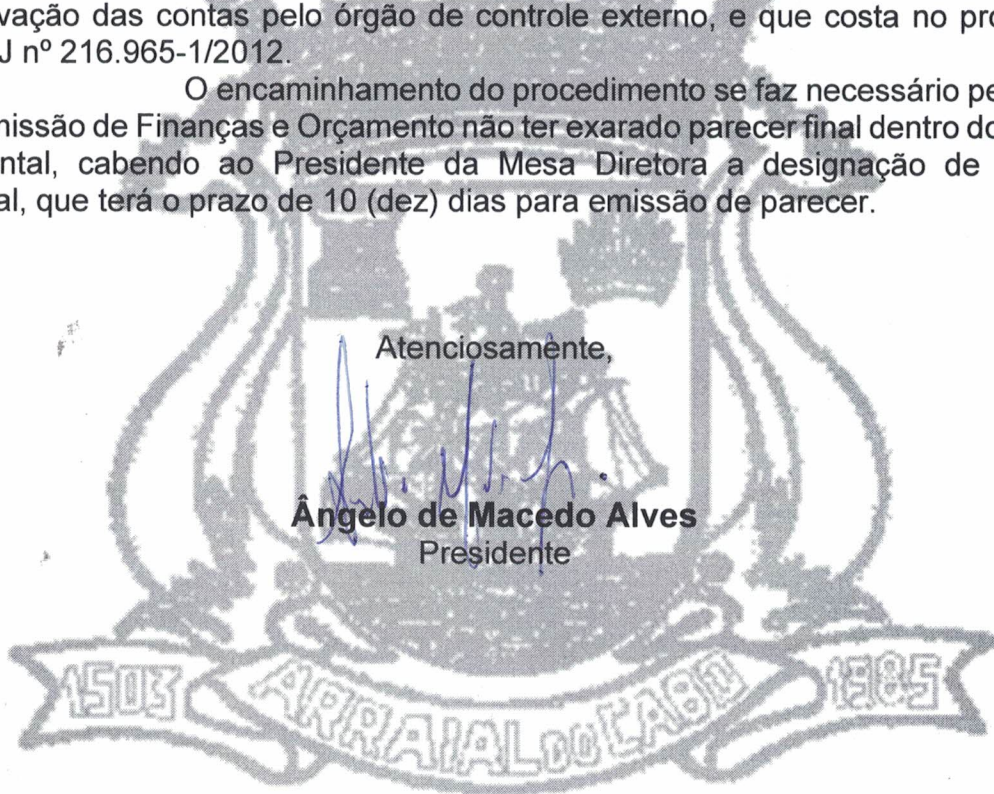 vação das contas pelo órgão de controle externo, e que costa no pro
J nº 216.965-1/2012.
O encaminhamento do procedimento se faz necessário pe
issão de Finanças e Orçamento não ter exarado parecer final dentro do
ntal, cabendo ao Presidente da Mesa Diretora a designação de
al, que terá o prazo de 10 (dez) dias para emissão de parecer.
Atenciosamente,
Ângelo de Macedo Alves
Presidente
1503 ARRAIAL DO CABO 1985